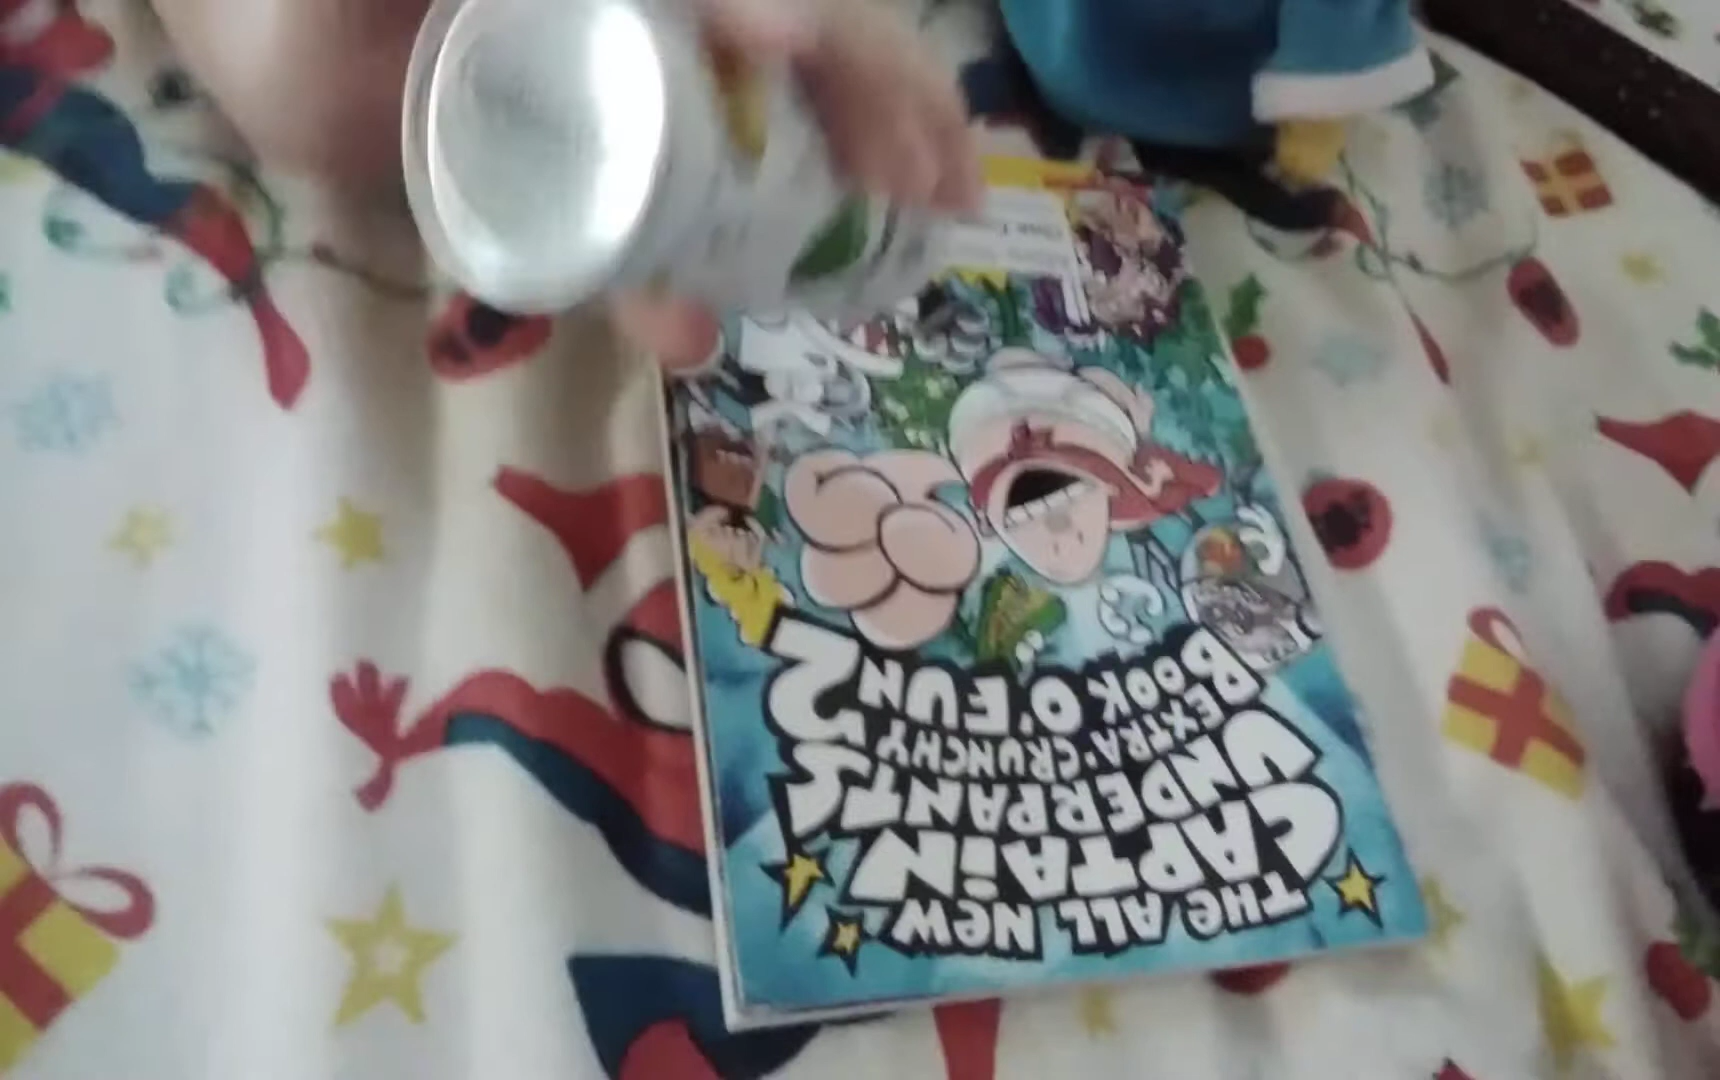 THE ALL NEW
CAPTAIN
UNDERPANTS
EXTRA-CRUNCHY
BOOK O' FUN
2